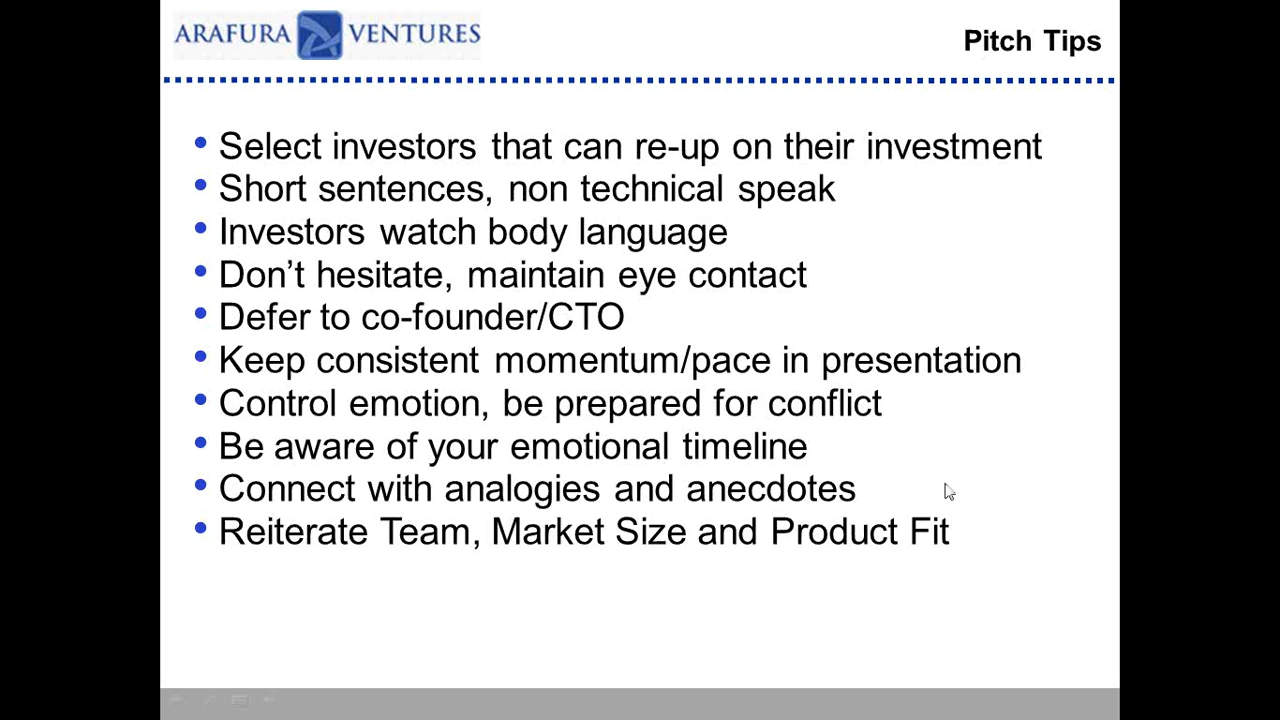 ARAFURA VENTURES
Pitch Tips
• Select investors that can re-up on their investment
• Short sentences, non technical speak
• Investors watch body language
• Don’t hesitate, maintain eye contact
• Defer to co-founder/CTO
• Keep consistent momentum/pace in presentation
• Control emotion, be prepared for conflict
• Be aware of your emotional timeline
• Connect with analogies and anecdotes
• Reiterate Team, Market Size and Product Fit